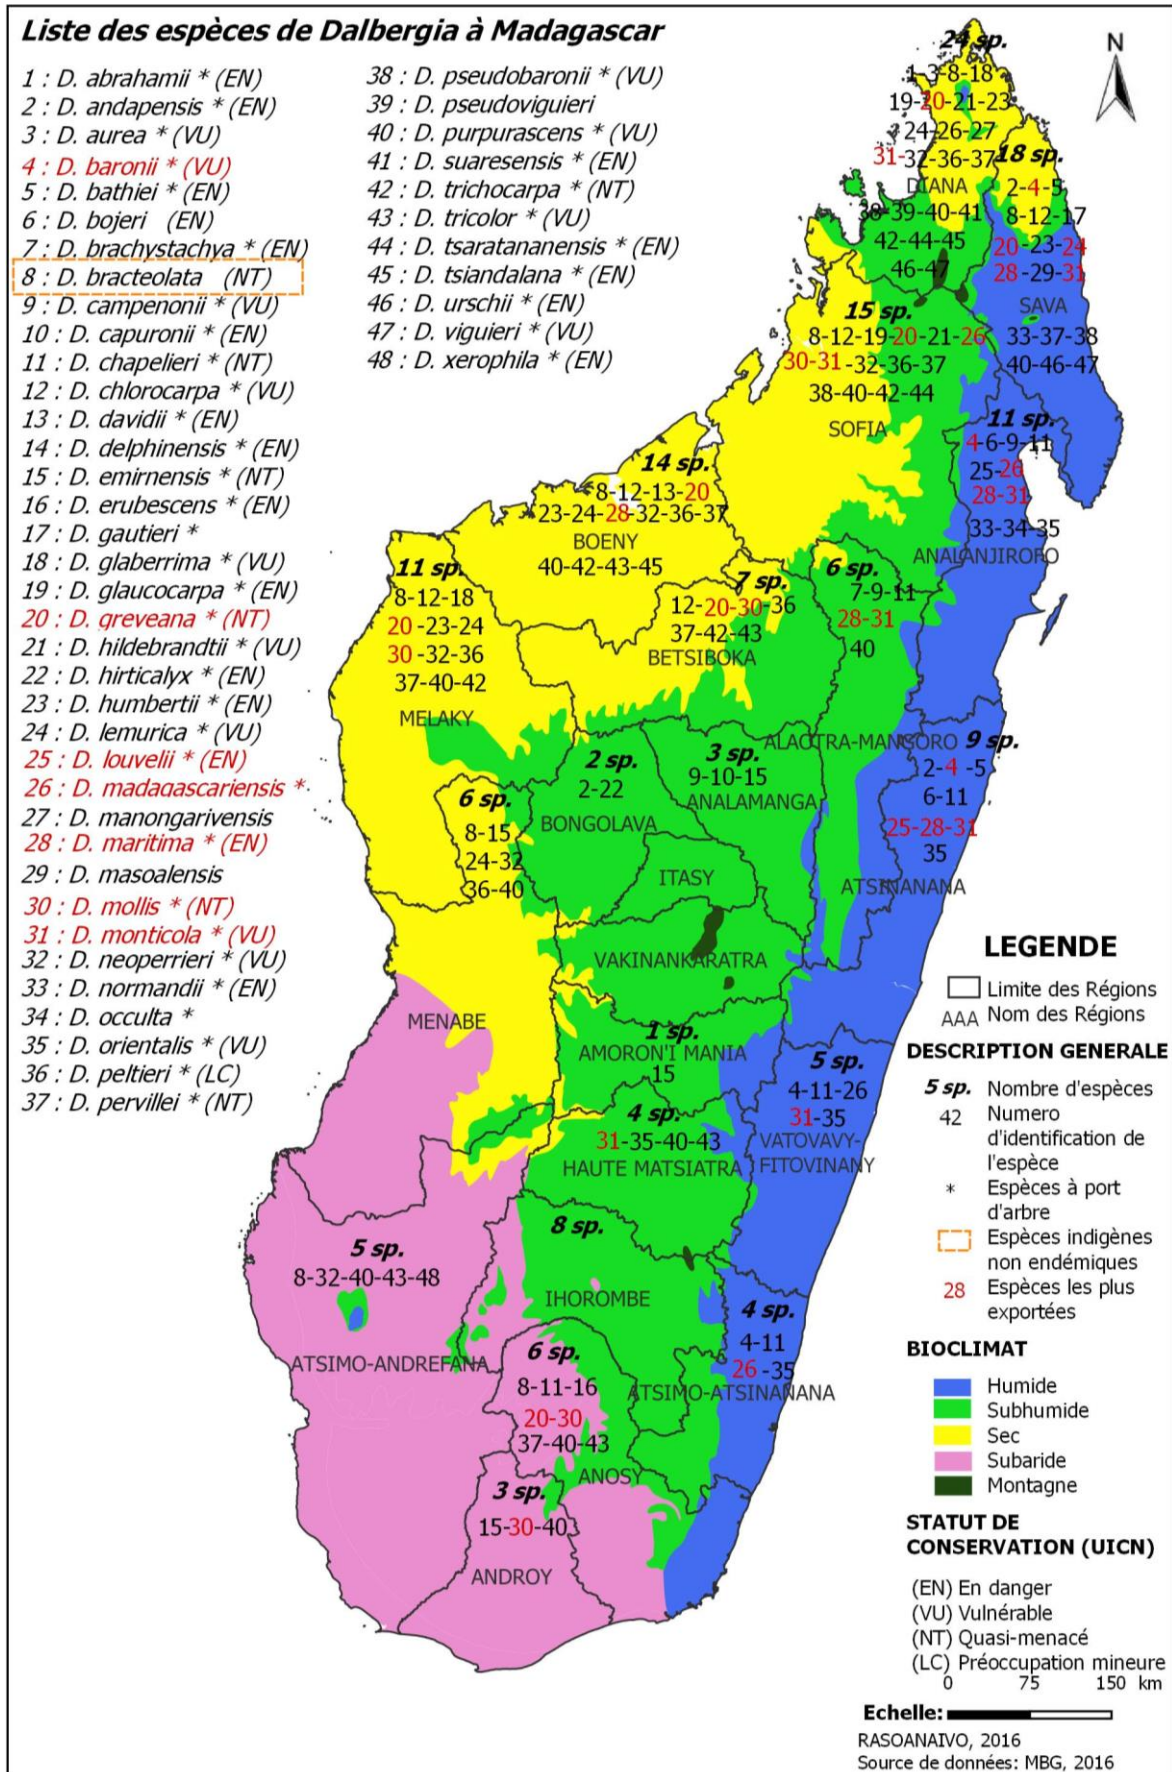 Liste des espèces de Dalbergia à Madagascar
1 : D. abrahamii * (EN)
2 : D. andapensis * (EN)
3 : D. aurea * (VU)
4 : D. baronii * (VU)
5 : D. bathiei * (EN)
6 : D. bojeri (EN)
7 : D. brachystachya * (EN)
8 : D. bracteolata (NT)
9 : D. campenonii * (VU)
10 : D. capuronii * (EN)
11 : D. chapelieri * (NT)
12 : D. chlorocarpa * (VU)
13 : D. davidii * (EN)
14 : D. delphinensis * (EN)
15 : D. emirnensis * (NT)
16 : D. erubescens * (EN)
17 : D. gautieri *
18 : D. glaberrima * (VU)
19 : D. glaucocarpa * (EN)
20 : D. greveana * (NT)
21 : D. hildebrandtii * (VU)
22 : D. hirticalyx * (EN)
23 : D. humbertii * (EN)
24 : D. lemurica * (VU)
25 : D. louvelii * (EN)
26 : D. madagascariensis *
27 : D. manongarivensis
28 : D. maritima * (EN)
29 : D. masoalensis
30 : D. mollis * (NT)
31 : D. monticola * (VU)
32 : D. neoperrieri * (VU)
33 : D. normandii * (EN)
34 : D. occulta *
35 : D. orientalis * (VU)
36 : D. peltieri * (LC)
37 : D. pervillei * (NT)
38 : D. pseudobaronii * (VU)
39 : D. pseudoviguieri
40 : D. purpurascens * (VU)
41 : D. suaresensis * (EN)
42 : D. trichocarpa * (NT)
43 : D. tricolor * (VU)
44 : D. tsaratananensis * (EN)
45 : D. tsiandalana * (EN)
46 : D. urschii * (EN)
47 : D. viguieri * (VU)
48 : D. xerophila * (EN)
N
24 sp.
1-3-8-18
19-20-21-23
24-26-27
31-32-36-37
DIANA
38-39-40-41
42-44-45
46-47
18 sp.
2-4-5
8-12-17
20-23-24
28-29-31
SAVA
33-37-38
40-46-47
15 sp.
8-12-19-20-21-26
30-31-32-36-37
38-40-42-44
SOFIA
11 sp.
4-6-9-11
25-26
28-31
33-34-35
ANALANJIROFO
14 sp.
8-12-13-20
23-24-28-32-36-37
BOENY
40-42-43-45
11 sp.
8-12-18
20-23-24
30-32-36
37-40-42
MELAKY
7 sp.
12-20-30-36
37-42-43
BETSIBOKA
6 sp.
7-9-11
28-31
40
ALAOTRA-MANGORO
2 sp.
2-22
BONGOLAVA
3 sp.
9-10-15
ANALAMANGA
9 sp.
2-4-5
6-11
25-28-31
35
ATSINANANA
6 sp.
8-15
24-32
36-40
ITASY
VAKINANKARATRA
MENABE
1 sp.
AMORON'I MANIA
15
5 sp.
4-11-26
31-35
VATOVAVY-
FITOVINANY
4 sp.
31-35-40-43
HAUTE MATSIATRA
8 sp.
IHOROMBE
5 sp.
8-32-40-43-48
ATSIMO-ANDREFANA
4 sp.
4-11
26-35
ATSIMO-ATSINANANA
6 sp.
8-11-16
20-30
37-40-43
ANOSY
3 sp.
15-30-40
ANDROY
LEGENDE
Limite des Régions
AAA Nom des Régions
DESCRIPTION GENERALE
5 sp. Nombre d'espèces
42 Numero
d'identification de
l'espèce
* Espèces à port
d'arbre
Espèces indigènes
non endémiques
28 Espèces les plus
exportées
BIOCLIMAT
Humide
Subhumide
Sec
Subaride
Montagne
STATUT DE
CONSERVATION (UICN)
(EN) En danger
(VU) Vulnérable
(NT) Quasi-menacé
(LC) Préoccupation mineure
0 75 150 km
Echelle:
RASOANAIVO, 2016
Source de données: MBG, 2016